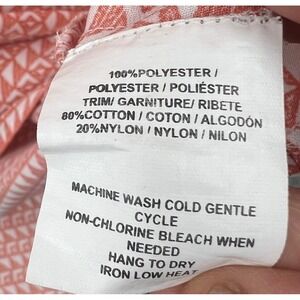 100%POLYESTER /
POLYESTER / POLIÉSTER
TRIM/ GARNITURE/ RIBETE
80%COTTON / COTON / ALGODÓN
20%NYLON / NYLON / NILON
MACHINE WASH COLD GENTLE
CYCLE
NON-CHLORINE BLEACH WHEN
NEEDED
HANG TO DRY
IRON LOW HEAT